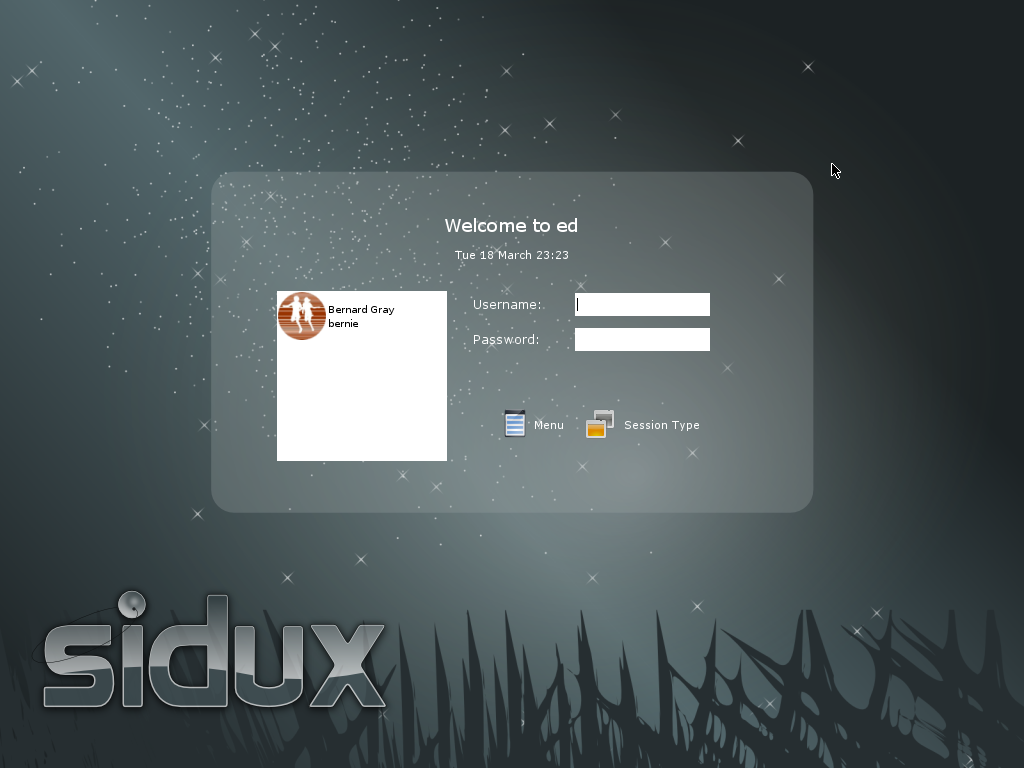 Welcome to ed
Tue 18 March 23:23
Bernard Gray
bernie
Username:
Password:
Menu
Session Type
sidux